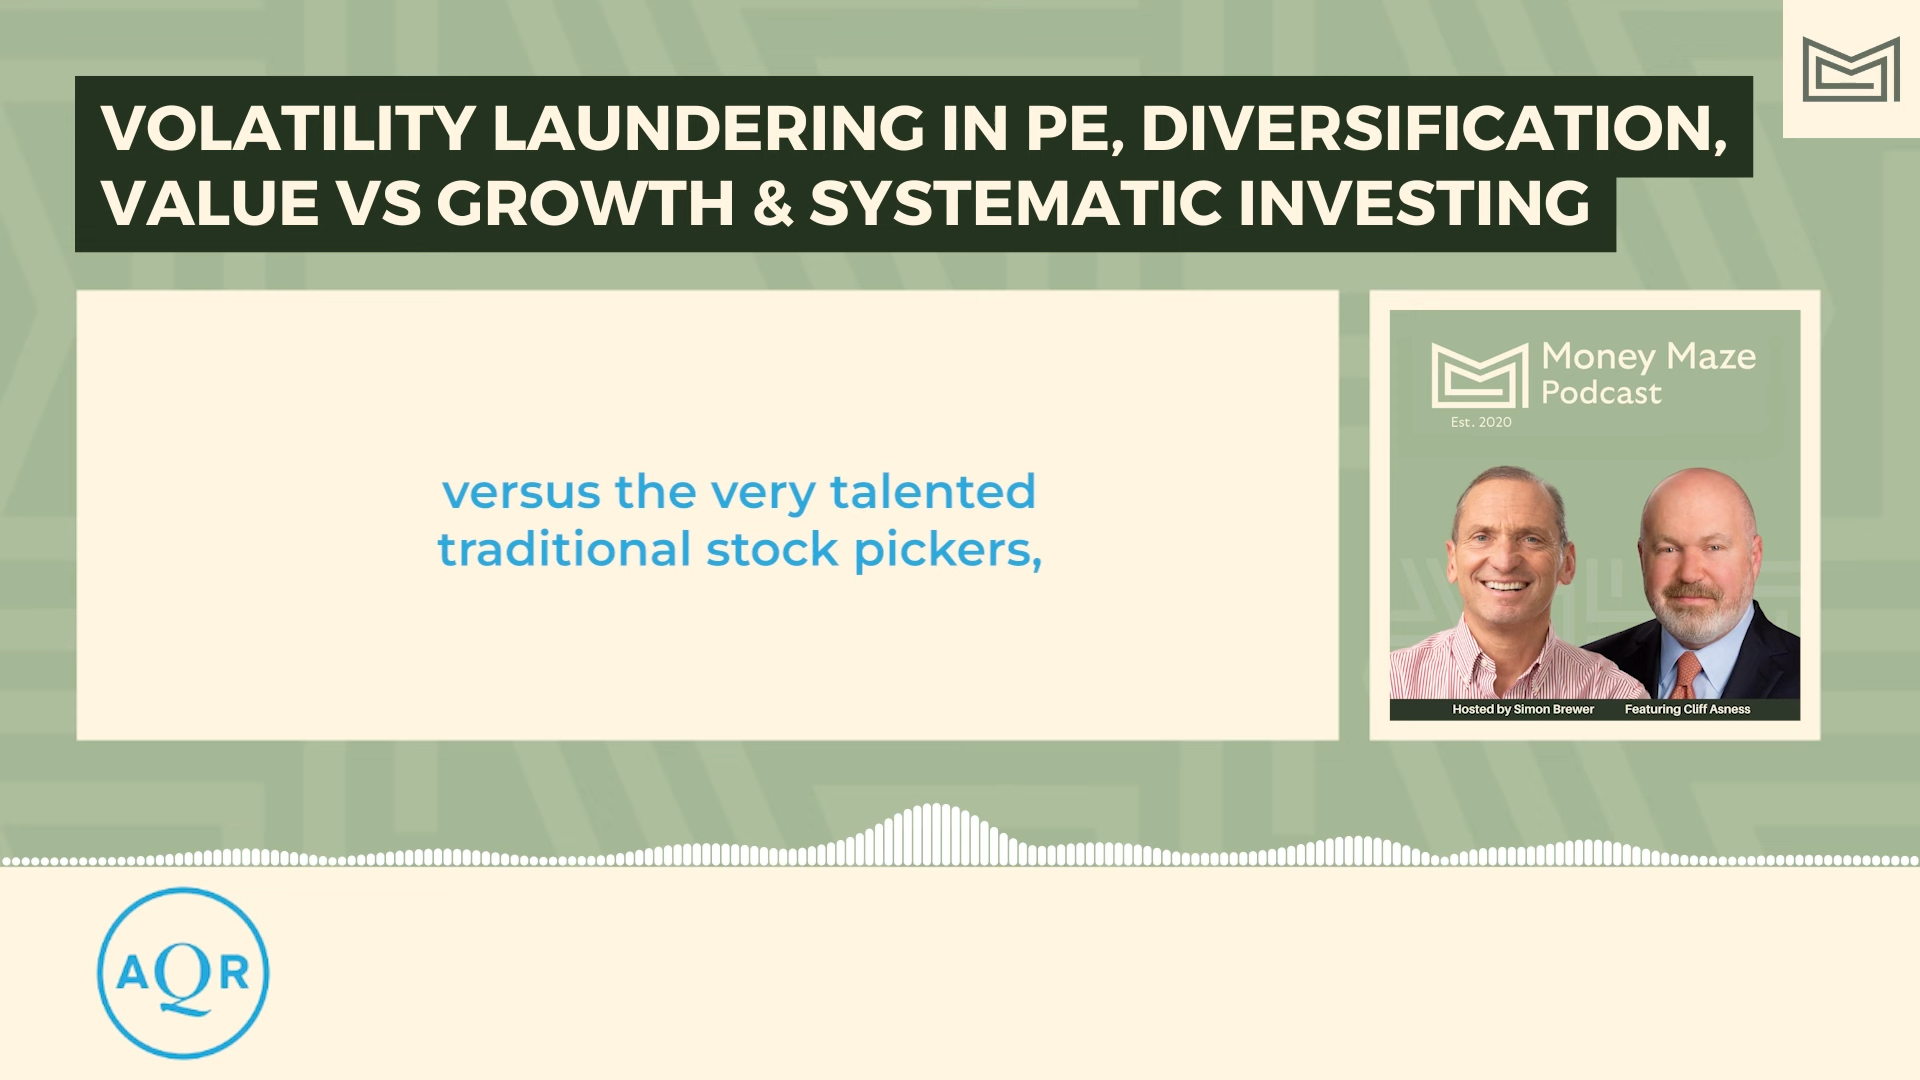 VOLATILITY LAUNDERING IN PE, DIVERSIFICATION,
VALUE VS GROWTH & SYSTEMATIC INVESTING
versus the very talented
traditional stock pickers,
Money Maze
Podcast
Est. 2020
Hosted by Simon Brewer
Featuring Cliff Asness
AQR